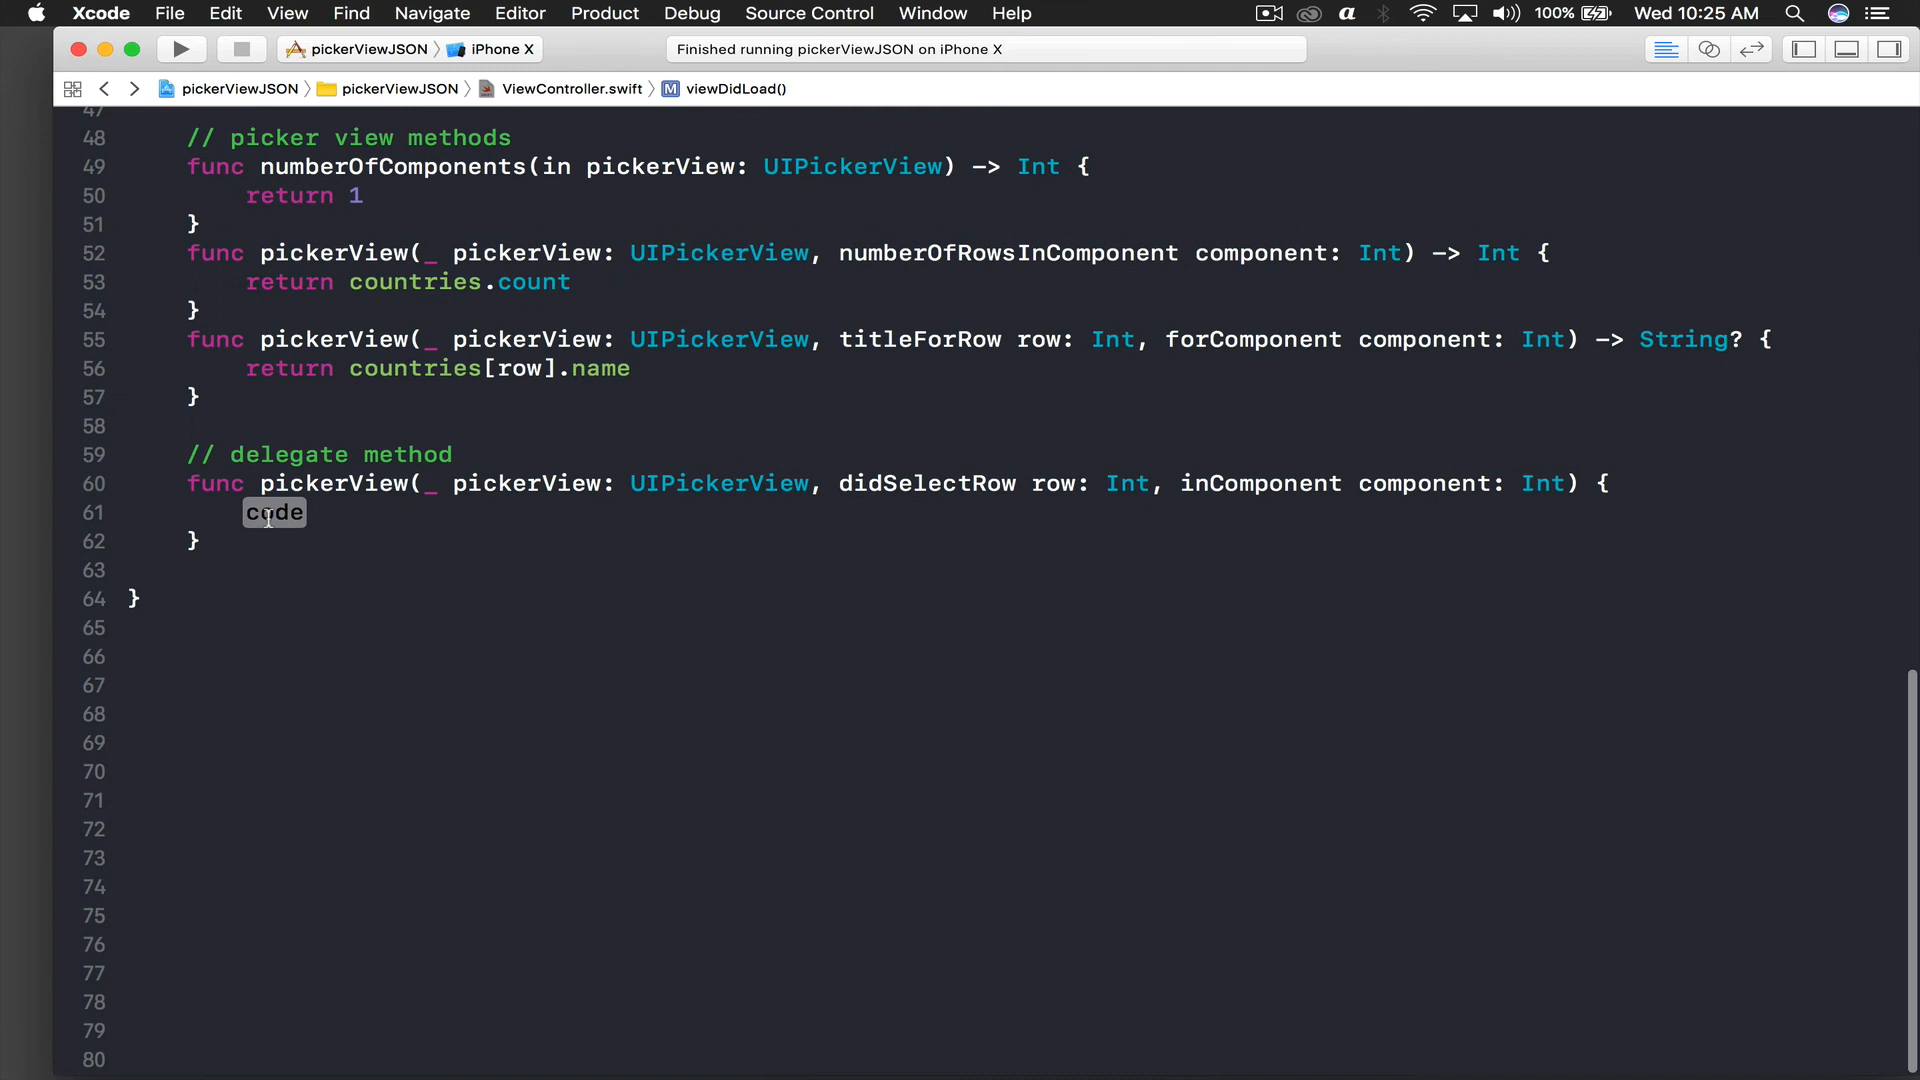 Xcode File Edit View Find Navigate Editor Product Debug Source Control Window Help a 100% Wed 10:25 AM
pickerViewJSON iPhone X Finished running pickerViewJSON on iPhone X
pickerViewJSON pickerViewJSON ViewController.swift M viewDidLoad()
47
48 // picker view methods
49 func numberOfComponents(in pickerView: UIPickerView) -> Int {
50 return 1
51 }
52 func pickerView(_ pickerView: UIPickerView, numberOfRowsInComponent component: Int) -> Int {
53 return countries.count
54 }
55 func pickerView(_ pickerView: UIPickerView, titleForRow row: Int, forComponent component: Int) -> String? {
56 return countries[row].name
57 }
58
59 // delegate method
60 func pickerView(_ pickerView: UIPickerView, didSelectRow row: Int, inComponent component: Int) {
61 code
62 }
63
64 }
65
66
67
68
69
70
71
72
73
74
75
76
77
78
79
80